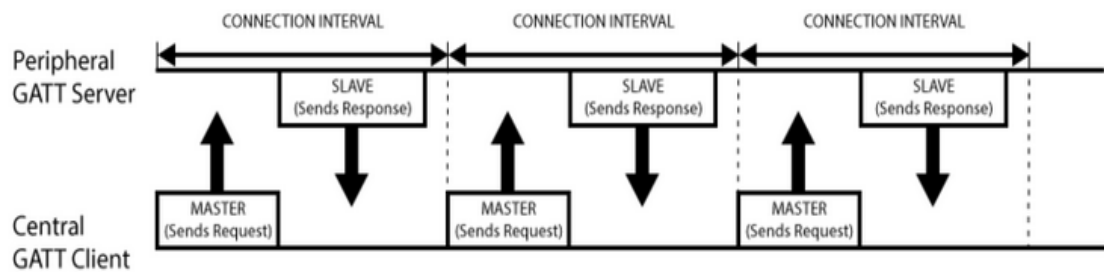 CONNECTION INTERVAL
CONNECTION INTERVAL
CONNECTION INTERVAL
Peripheral
GATT Server
SLAVE
(Sends Response)
SLAVE
(Sends Response)
SLAVE
(Sends Response)
MASTER
(Sends Request)
MASTER
(Sends Request)
MASTER
(Sends Request)
Central
GATT Client